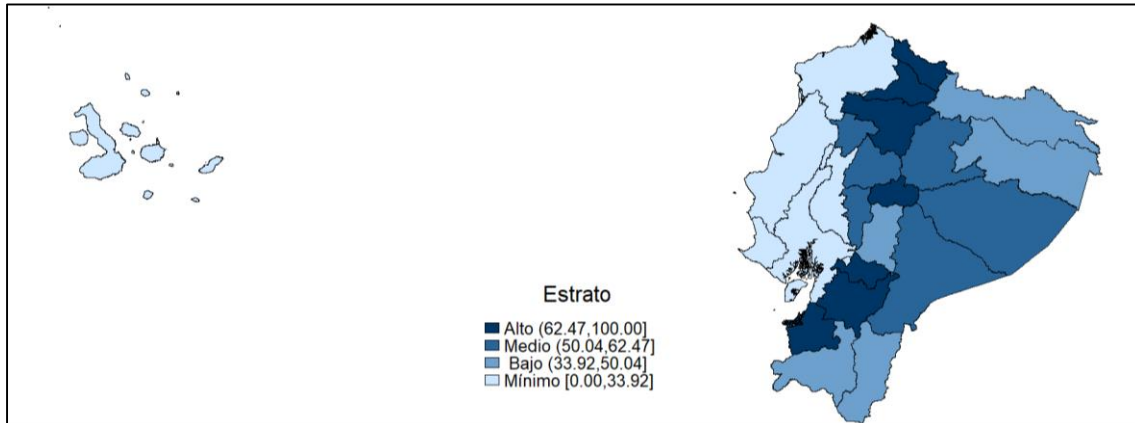 Estrato
Alto (62.47,100.00]
Medio (50.04,62.47]
Bajo (33.92,50.04]
Mínimo [0.00,33.92]